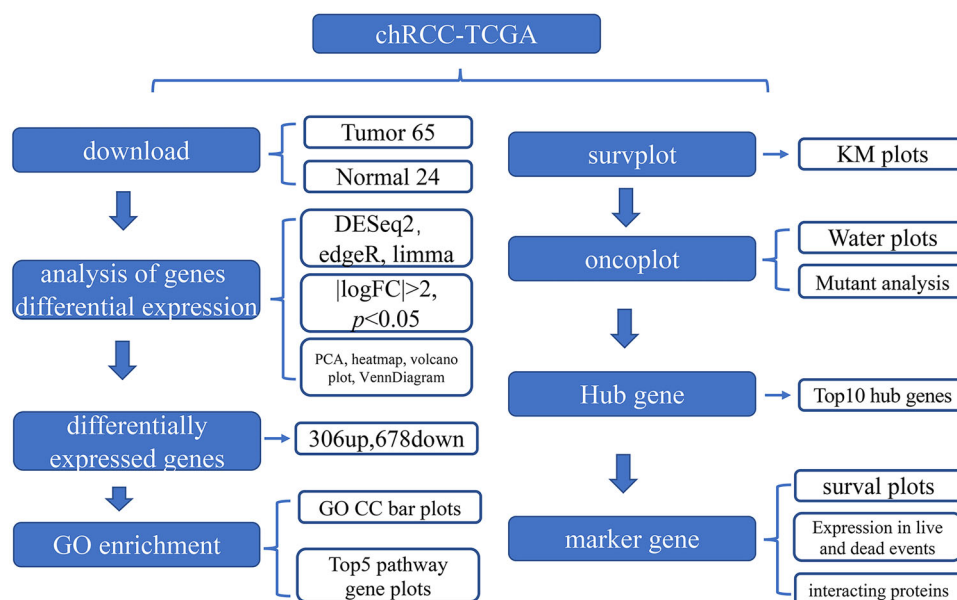 chRCC-TCGA
download
Tumor 65
Normal 24
analysis of genes
differential expression
DESeq2,
edgeR, limma
|logFC|>2,
p<0.05
PCA, heatmap, volcano
plot, VennDiagram
differentially
expressed genes
306up,678down
GO enrichment
GO CC bar plots
Top5 pathway
gene plots
survplot
KM plots
oncoplot
Water plots
Mutant analysis
Hub gene
Top10 hub genes
marker gene
surval plots
Expression in live
and dead events
interacting proteins